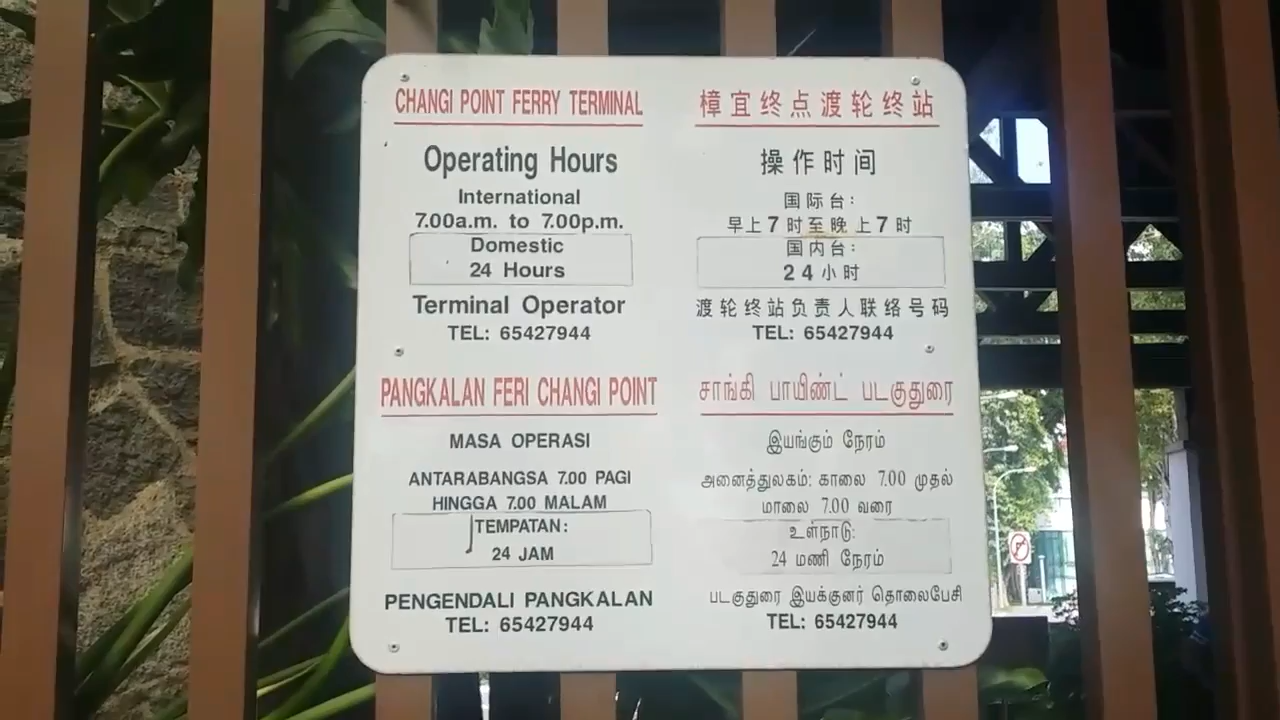 CHANGI POINT FERRY TERMINAL
Operating Hours
International
7.00a.m. to 7.00p.m.
Domestic
24 Hours
Terminal Operator
TEL: 65427944
樟宜终点渡轮终站
操作时间
国际台:
早上7时至晚上7时
国内台:
24小时
渡轮终站负责人联络号码
TEL: 65427944
PANGKALAN FERI CHANGI POINT
MASA OPERASI
ANTARABANGSA 7.00 PAGI
HINGGA 7.00 MALAM
TEMPATAN:
24 JAM
PENGENDALI PANGKALAN
TEL: 65427944
சாங்கி பாயிண்ட் படகுதுறை
இயங்கும் நேரம்
அனைத்துலகம்: காலை 7.00 முதல்
மாலை 7.00 வரை
உள்நாடு:
24 மணி நேரம்
படகுதுறை இயக்குனர் தொலைபேசி
TEL: 65427944